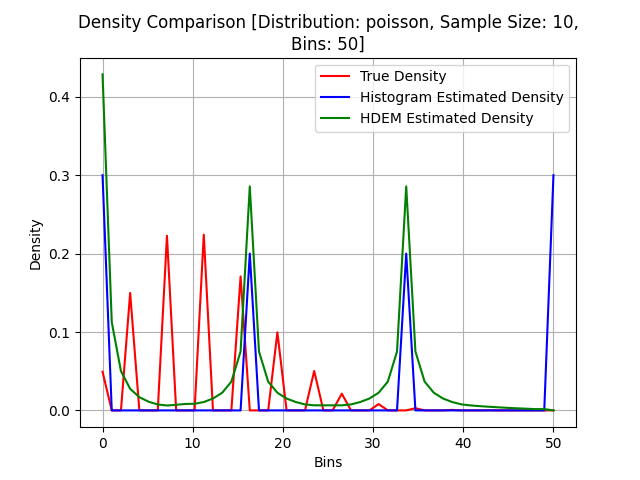 Density Comparison [Distribution: poisson, Sample Size: 10,
Bins: 50]
True Density
Histogram Estimated Density
HDEM Estimated Density
Density
0.4
0.3
0.2
0.1
0.0
0 10 20 30 40 50
Bins